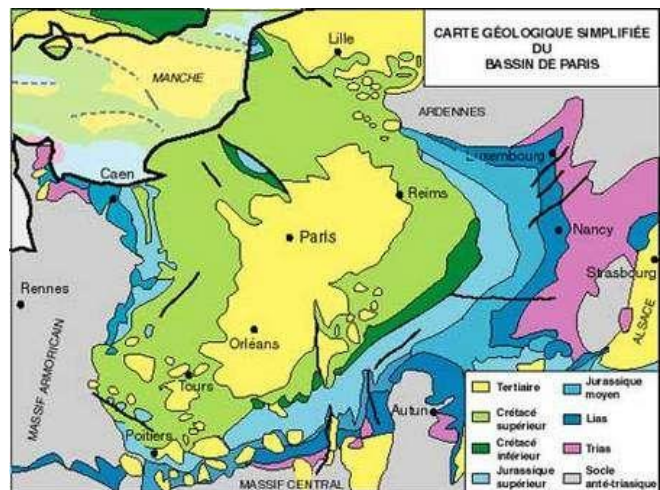 CARTE GÉOLOGIQUE SIMPLIFIÉE
DU
BASSIN DE PARIS
Lille
MANCHE
ARDENNES
Luxembourg
Caen
Reims
Paris
Nancy
Strasbourg
Rennes
ALSACE
Orléans
MASSIF ARMORICAIN
Tours
Autun
Poitiers
MASSIF CENTRAL
Tertiaire
Crétacé
supérieur
Crétacé
inférieur
Jurassique
supérieur
Jurassique
moyen
Lias
Trias
Socle
anté-triasique